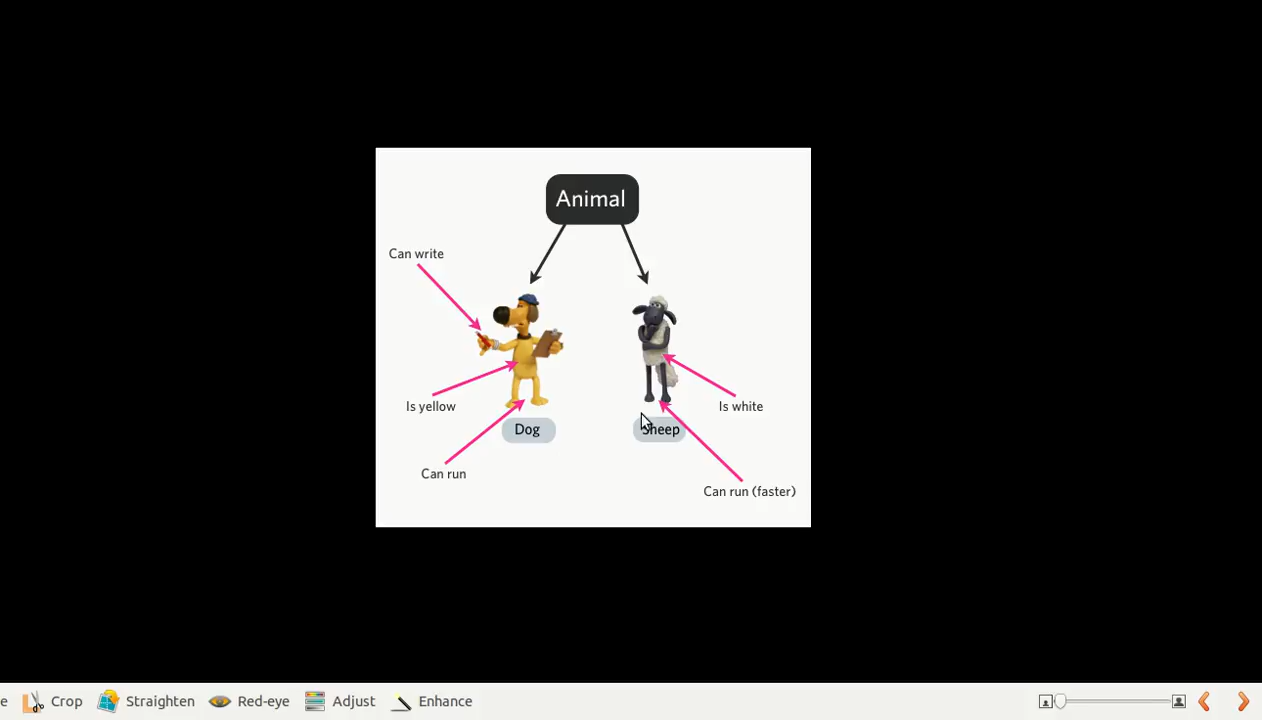 Animal
Can write
Is yellow
Is white
Dog
Sheep
Can run
Can run (faster)
e
Crop
Straighten
Red-eye
Adjust
Enhance